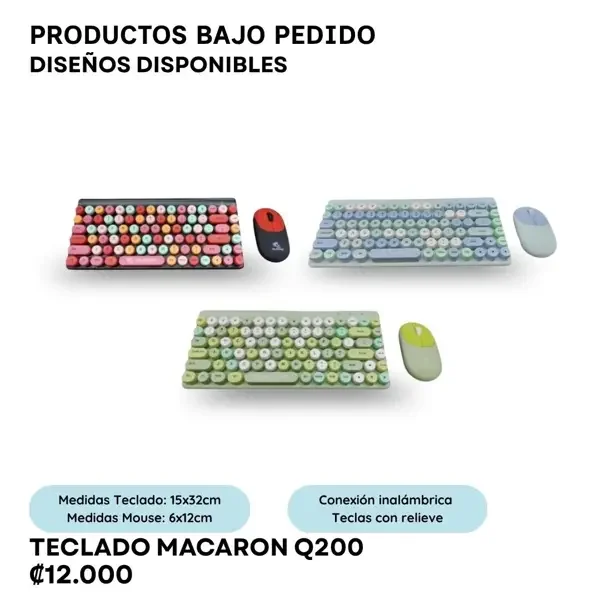 PRODUCTOS BAJO PEDIDO
DISEÑOS DISPONIBLES
Medidas Teclado: 15x32cm
Medidas Mouse: 6x12cm
Conexión inalámbrica
Teclas con relieve
TECLADO MACARON Q200
₡12.000